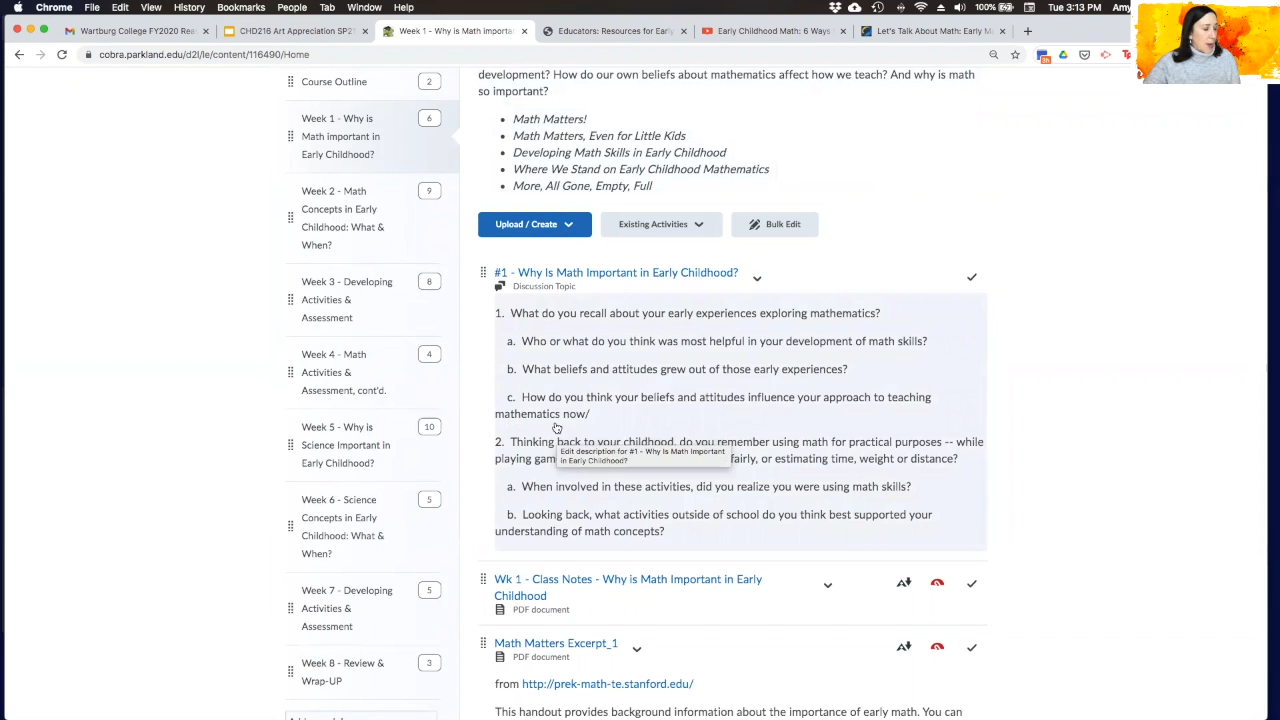 Chrome File Edit View History Bookmarks People Tab Window Help
100% Tue 3:13 PM Amy
Wartburg College FY2020 Rea
CHD216 Art Appreciation SP21
Week 1 - Why is Math importa
Educators: Resources for Early
Early Childhood Math: 6 Ways
Let's Talk About Math: Early M
cobra.parkland.edu/d2l/le/content/116490/Home
Course Outline 2
Week 1 - Why is
Math important in
Early Childhood?
6
Week 2 - Math
Concepts in Early
Childhood: What &
When?
9
Week 3 - Developing
Activities &
Assessment
8
Week 4 - Math
Activities &
Assessment, cont'd.
4
Week 5 - Why is
Science Important in
Early Childhood?
10
Week 6 - Science
Concepts in Early
Childhood: What &
When?
5
Week 7 - Developing
Activities &
Assessment
5
Week 8 - Review &
Wrap-UP
3
development? How do our own beliefs about mathematics affect how we teach? And why is math
so important?
• Math Matters!
• Math Matters, Even for Little Kids
• Developing Math Skills in Early Childhood
• Where We Stand on Early Childhood Mathematics
• More, All Gone, Empty, Full
Upload / Create
Existing Activities
Bulk Edit
#1 - Why Is Math Important in Early Childhood?
Discussion Topic
1. What do you recall about your early experiences exploring mathematics?
a. Who or what do you think was most helpful in your development of math skills?
b. What beliefs and attitudes grew out of those early experiences?
c. How do you think your beliefs and attitudes influence your approach to teaching
mathematics now/
2. Thinking back to your childhood, do you remember using math for practical purposes -- while
playing gam fairly, or estimating time, weight or distance?
Edit description for #1 - Why Is Math Important
in Early Childhood?
a. When involved in these activities, did you realize you were using math skills?
b. Looking back, what activities outside of school do you think best supported your
understanding of math concepts?
Wk 1 - Class Notes - Why is Math Important in Early
Childhood
PDF document
Math Matters Excerpt_1
PDF document
from http://prek-math-te.stanford.edu/
This handout provides background information about the importance of early math. You can